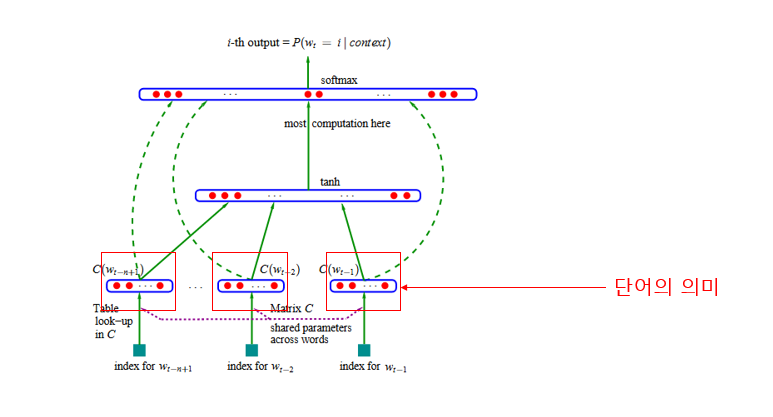 i-th output = P(w_t = i | context)
softmax
. . .
. . .
most computation here
tanh
. . .
. . .
C(w_{t−n+1})
C(w_{t−2})
C(w_{t−1})
. . .
. . .
. . .
. . .
단어의 의미
Table
look−up
in C
Matrix C
shared parameters
across words
index for w_{t−n+1}
index for w_{t−2}
index for w_{t−1}